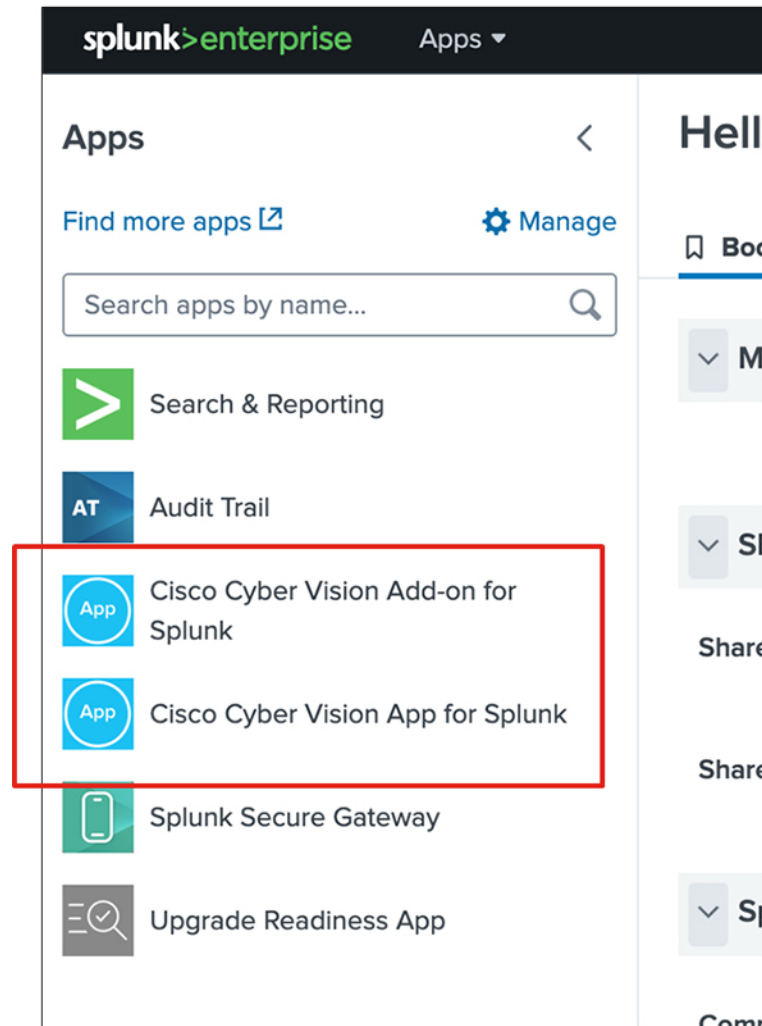 splunk>enterprise Apps
Apps
Find more apps
Manage
Search apps by name...
Search & Reporting
AT
Audit Trail
App
Cisco Cyber Vision Add-on for
Splunk
App
Cisco Cyber Vision App for Splunk
Splunk Secure Gateway
Upgrade Readiness App
Share
Share